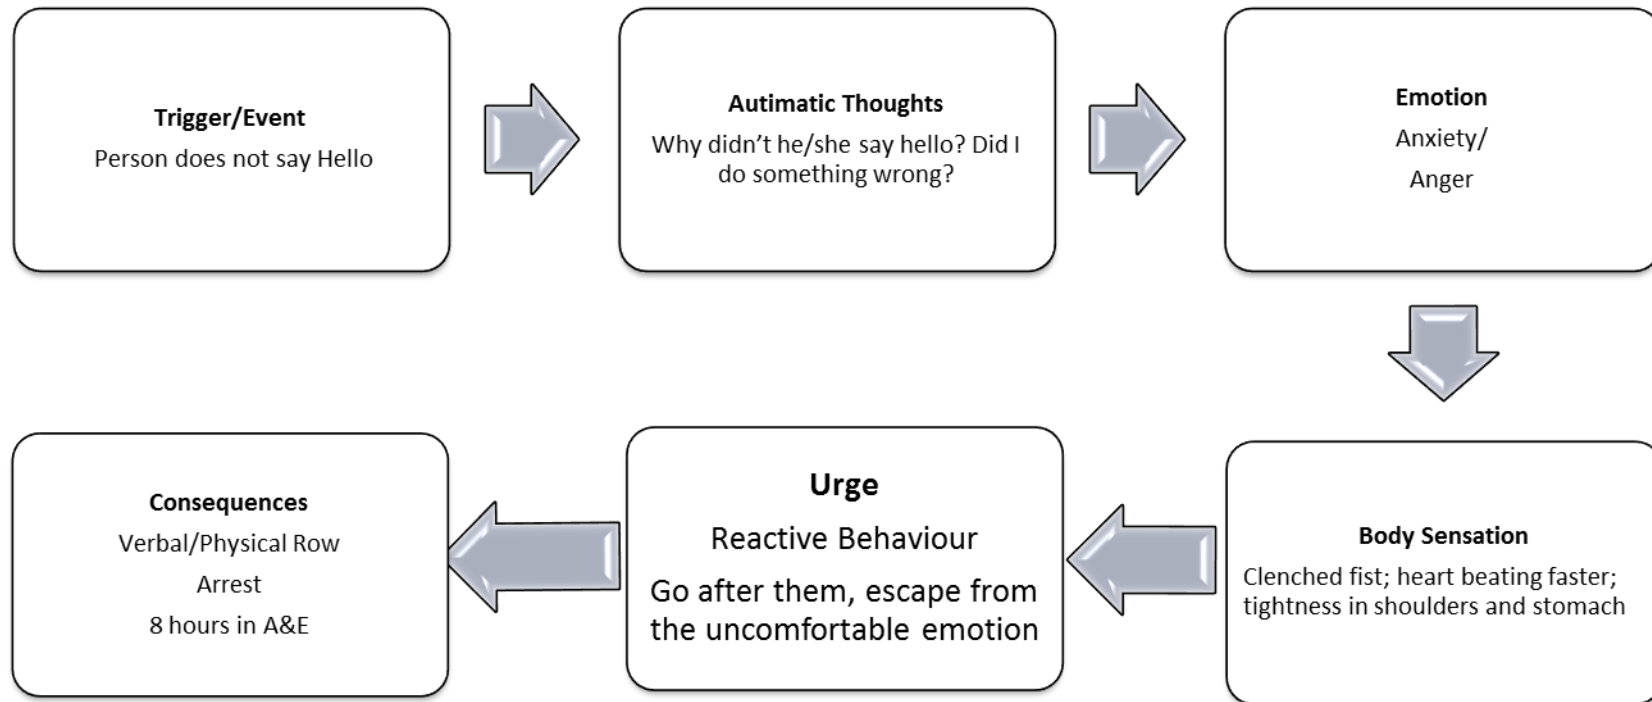 Trigger/Event
Person does not say Hello
Autimatic Thoughts
Why didn’t he/she say hello? Did I
do something wrong?
Emotion
Anxiety/
Anger
Body Sensation
Clenched fist; heart beating faster;
tightness in shoulders and stomach
Urge
Reactive Behaviour
Go after them, escape from
the uncomfortable emotion
Consequences
Verbal/Physical Row
Arrest
8 hours in A&E